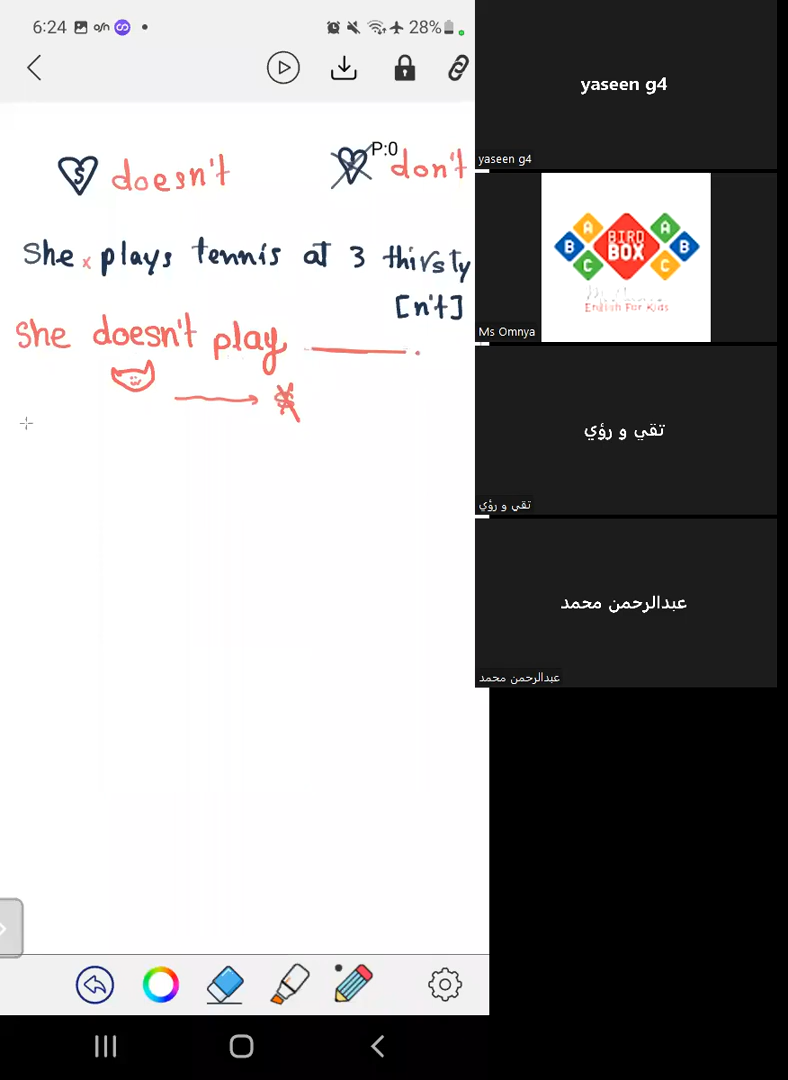 6:24
28%
P:0
doesn't
don't
She x plays tennis at 3 thirsty
[n't]
She doesn't play ______.
yaseen g4
yaseen g4
A
B
C
BIRD
BOX
A
B
C
English For Kids
Ms Omnya
تقي و رؤي
تقي و رؤي
عبدالرحمن محمد
عبدالرحمن محمد